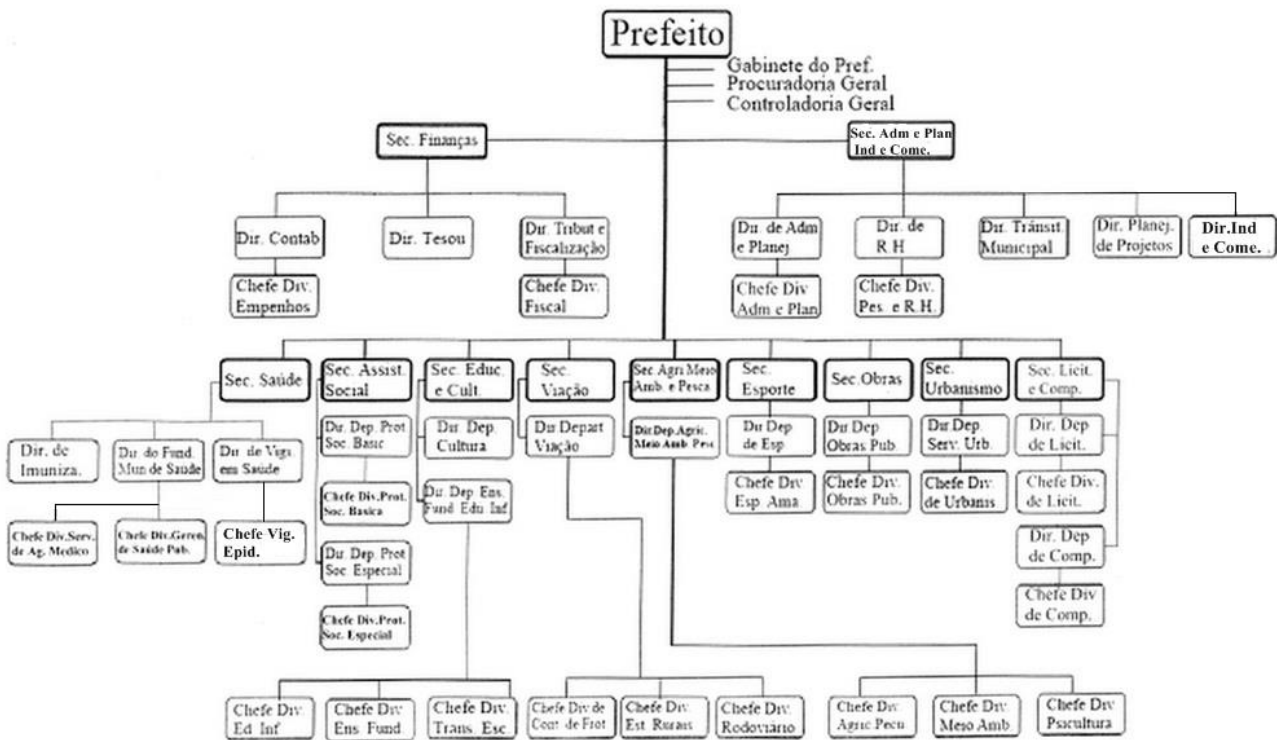 Prefeito
Gabinete do Pref.
Procuradoria Geral
Controladoria Geral
Sec. Finanças
Sec. Adm e Plan
Ind e Come.
Dir. Contab
Dir. Tesou
Dir. Tribut e
Fiscalização
Dir. de Adm
e Planej
Dir. de
R.H
Dir. Trânsit.
Municipal
Dir. Planej.
de Projetos
Dir.Ind
e Come.
Chefe Div.
Empenhos
Chefe Div.
Fiscal
Chefe Div
Adm e Plan
Chefe Div.
Pes. e R.H.
Sec. Saúde
Sec. Assist.
Social
Sec. Educ.
e Cult.
Sec.
Viação
Sec Agri Meio
Amb. e Pesca
Sec.
Esporte
Sec.Obras
Sec.
Urbanismo
Sec. Licit.
e Comp.
Dir. de
Imuniza.
Dir do Fund.
Mun de Saude
Dir de Vigi.
em Saúde
Dir. Dep. Prot
Soc. Basic
Dir Dep.
Cultura
Dir Depart
Viação
Dir.Dep.Agric.
Meio Amb Pesc
Dir Dep
de Esp.
Dir Dep
Obras Pub
Dir Dep.
Serv. Urb.
Dir. Dep
de Licit.
Chefe Div.Prot.
Soc. Basica
Dir. Dep Ens.
Fund. Edu Inf
Chefe Div
Esp. Ama.
Chefe Div.
Obras Pub.
Chefe Div.
de Urbanis
Chefe Div.
de Licit.
Chefe Div.Serv.
de Ag. Medico
Chefe Div.Geren.
de Saúde Pub.
Chefe Vig.
Epid.
Dir. Dep. Prot
Soc Especial
Dir. Dep
de Comp.
Chefe Div.Prot.
Soc. Especial
Chefe Div
de Comp.
Chefe Div.
Ed Inf
Chefe Div
Ens. Fund.
Chefe Div.
Trans. Esc.
Chefe Div de
Cont. de Frot
Chefe Div.
Est Rurais
Chefe Div.
Rodoviário
Chefe Div
Agric Pecu
Chefe Div.
Meio Amb.
Chefe Div
Psicultura